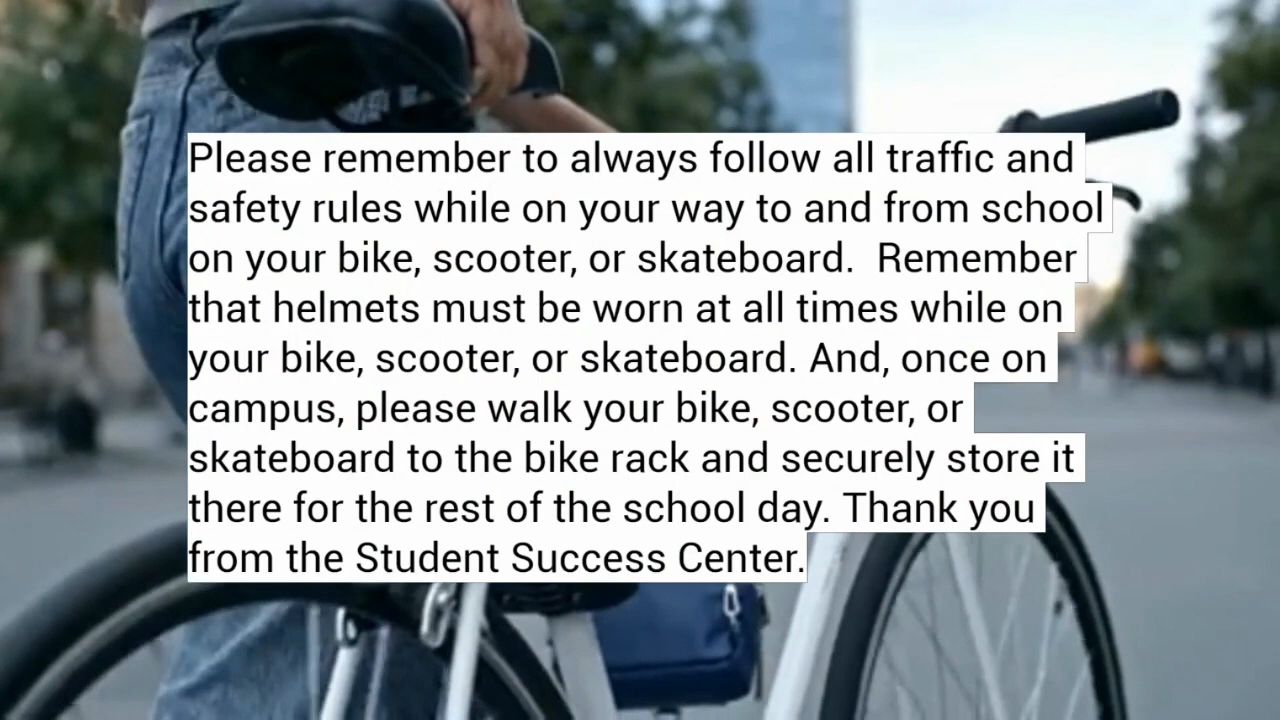 Please remember to always follow all traffic and
safety rules while on your way to and from school
on your bike, scooter, or skateboard.  Remember
that helmets must be worn at all times while on
your bike, scooter, or skateboard. And, once on
campus, please walk your bike, scooter, or
skateboard to the bike rack and securely store it
there for the rest of the school day. Thank you
from the Student Success Center.